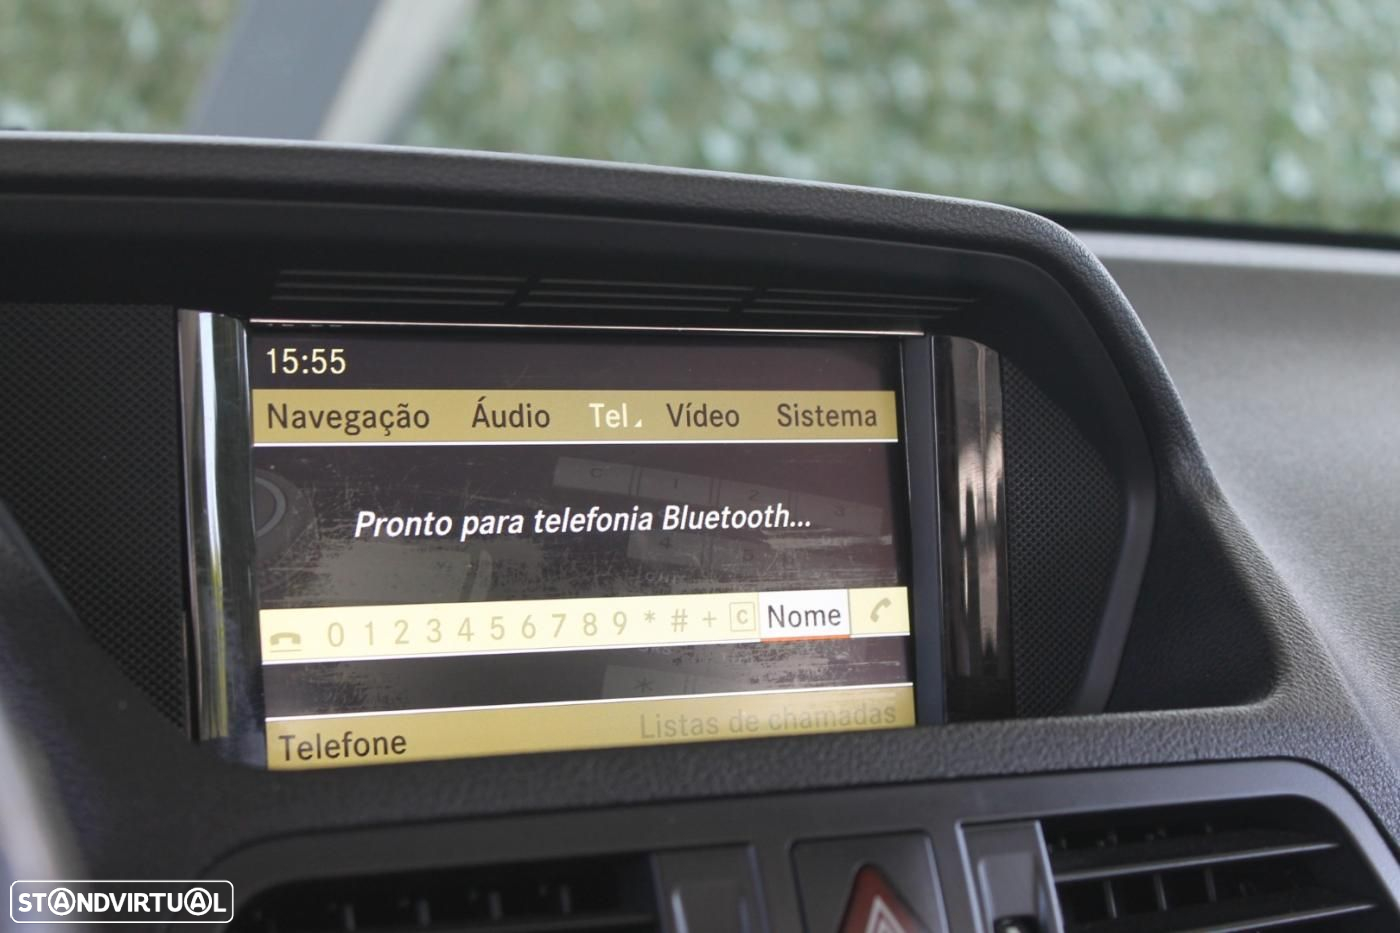 15:55
Navegação Áudio Tel Vídeo Sistema
Pronto para telefonia Bluetooth...
0 1 2 3 4 5 6 7 8 9 * # + C Nome
Listas de chamadas
Telefone
STANDVIRTUAL